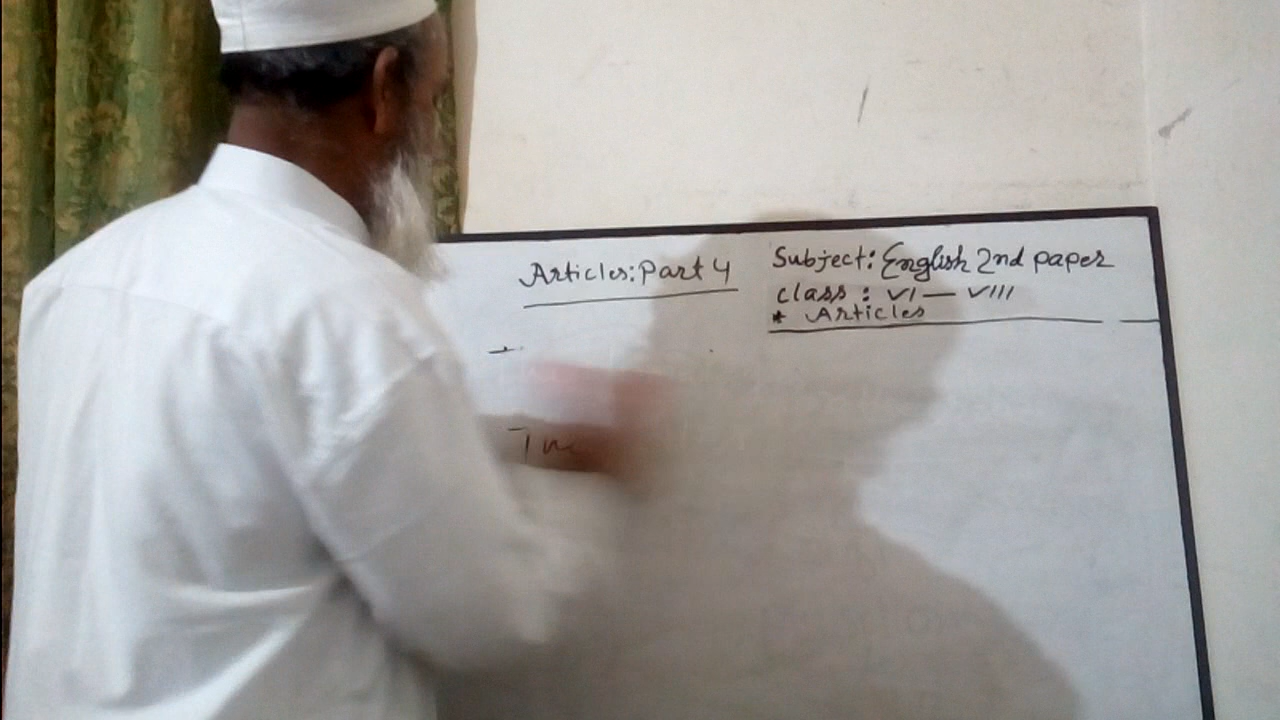 Articles: Part 4
Subject: English 2nd paper
class : VI — VIII
* Articles